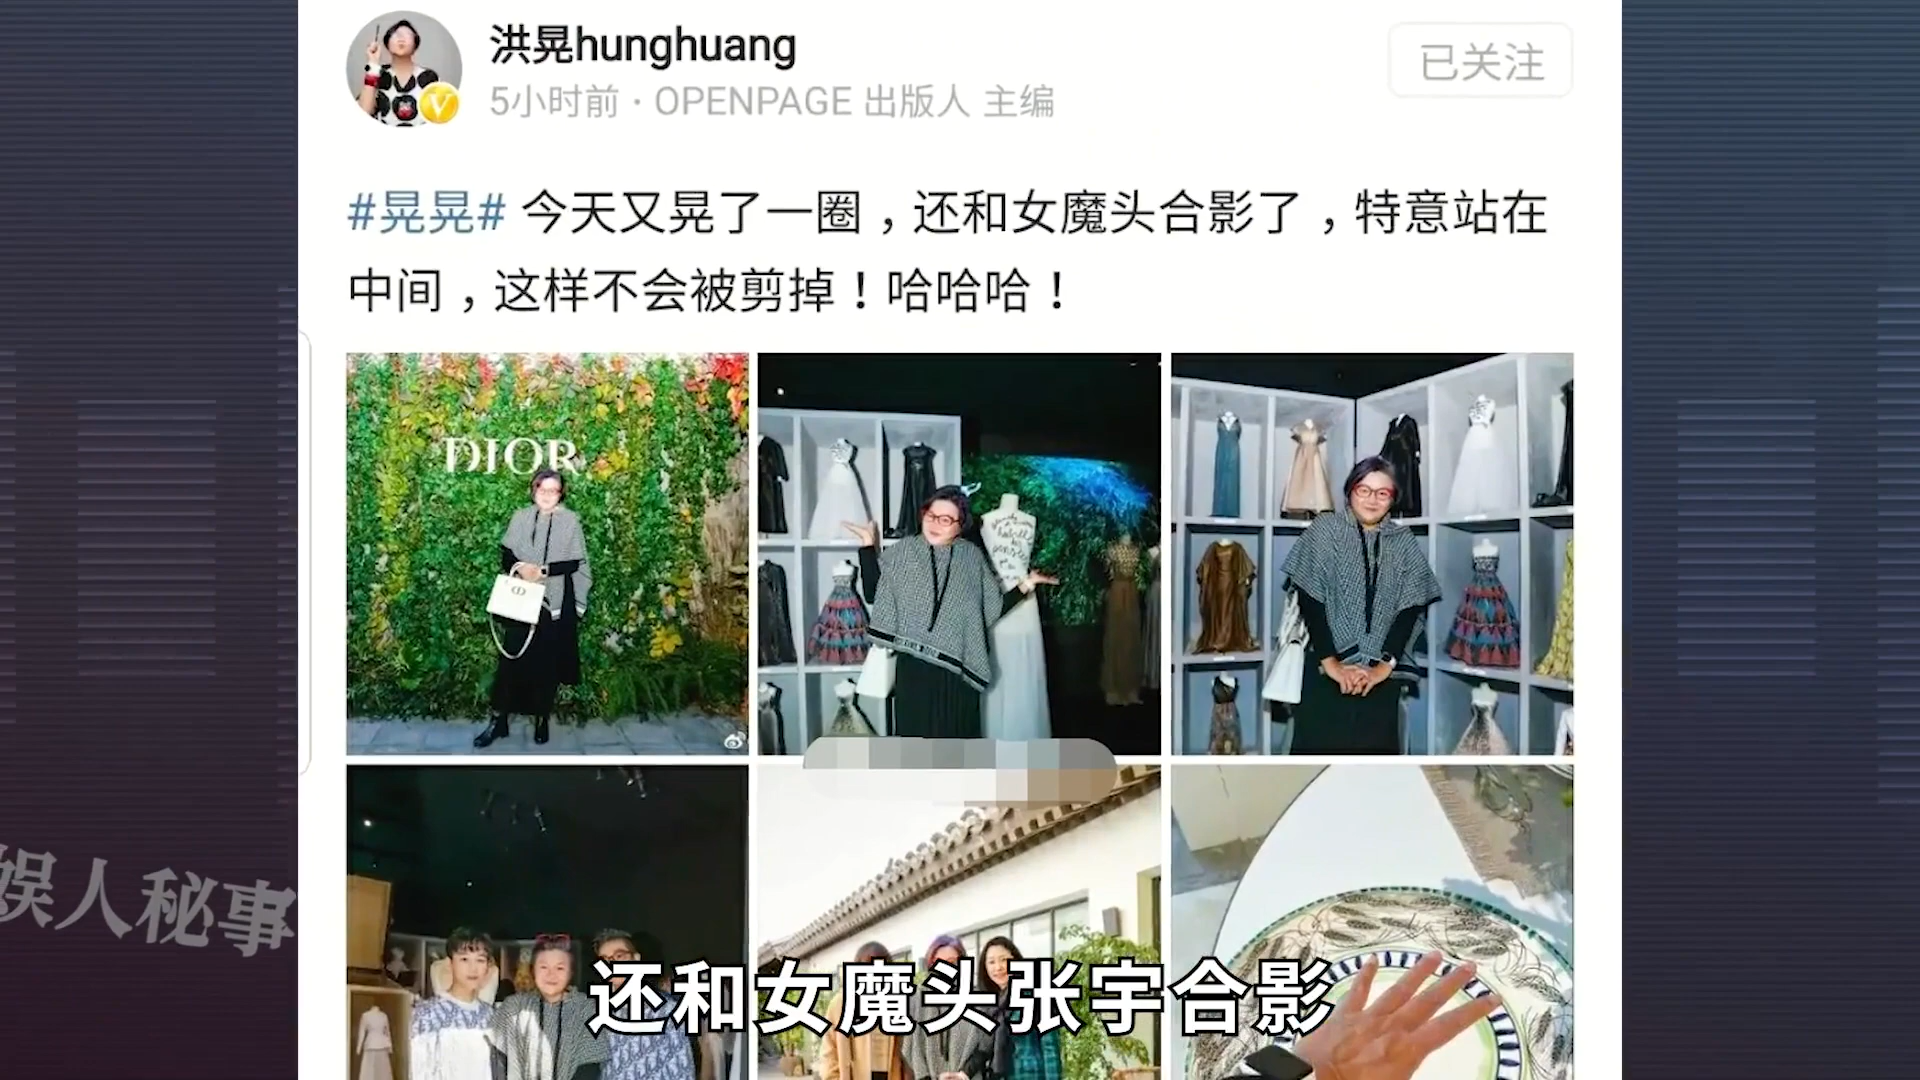 洪晃hunghuang
已关注
5小时前·OPENPAGE 出版人 主编
#晃晃# 今天又晃了一圈，还和女魔头合影了，特意站在
中间，这样不会被剪掉！哈哈哈！
DIOR
娱人秘事
还和女魔头张宇合影